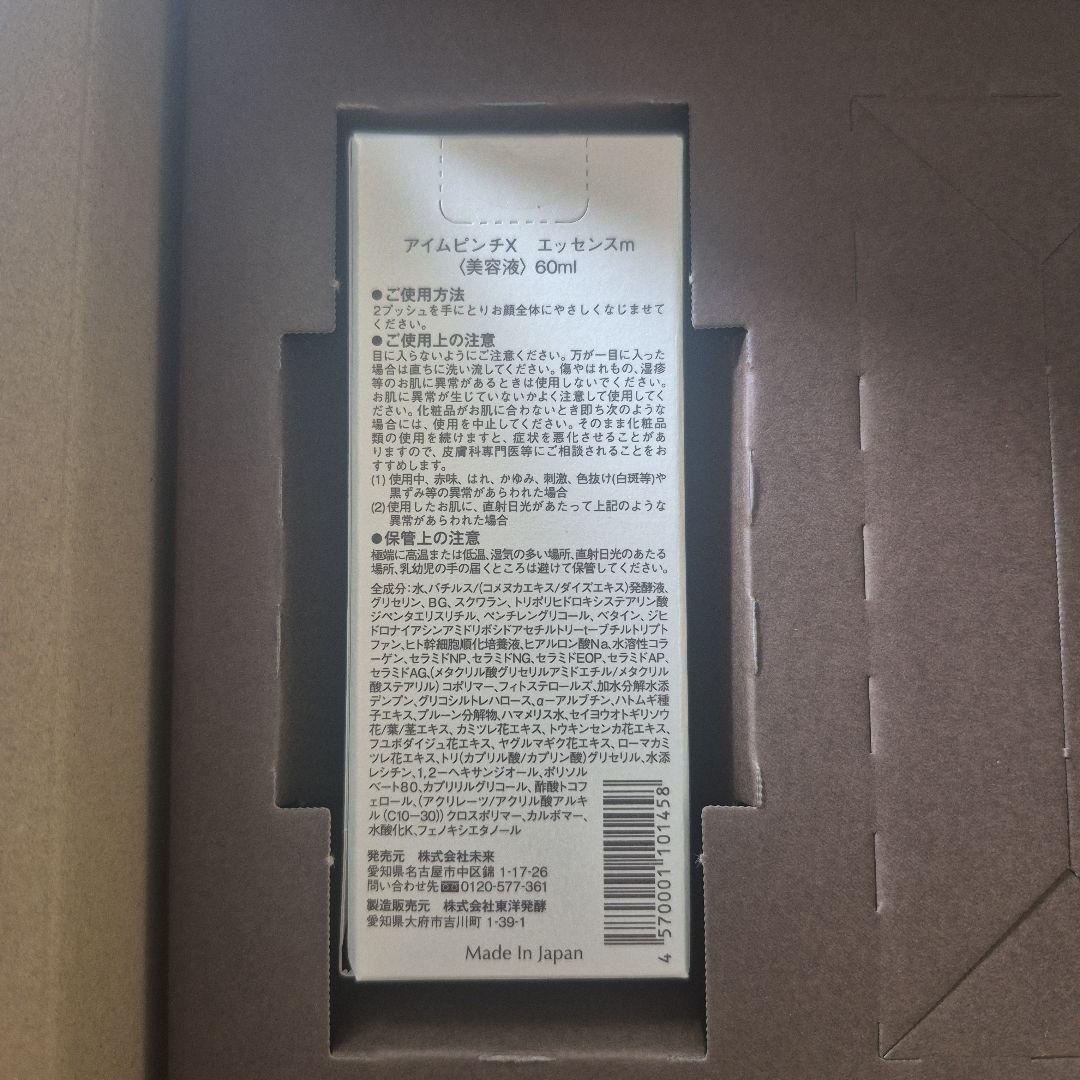 アイムピンチX　エッセンスm
〈美容液〉60ml
●ご使用方法
2プッシュを手にとりお顔全体にやさしくなじませて
ください。
●ご使用上の注意
目に入らないようにご注意ください。万が一目に入った
場合は直ちに洗い流してください。傷やはれもの、湿疹
等のお肌に異常があるときは使用しないでください。
お肌に異常が生じていないかよく注意して使用してく
ださい。化粧品がお肌に合わないとき即ち次のような
場合には、使用を中止してください。そのまま化粧品
類の使用を続けますと、症状を悪化させることがあ
りますので、皮膚科専門医等にご相談されることをお
すすめします。
(1) 使用中、赤味、はれ、かゆみ、刺激、色抜け(白斑等)や
黒ずみ等の異常があらわれた場合
(2)使用したお肌に、直射日光があたって上記のような
異常があらわれた場合
●保管上の注意
極端に高温または低温、湿気の多い場所、直射日光のあたる
場所、乳幼児の手の届くところは避けて保管してください。
全成分：水、バチルス/(コメヌカエキス/ダイズエキス)発酵液、
グリセリン、BG、スクワラン、トリポリヒドロキシステアリン酸
ジペンタエリスリチル、ペンチレングリコール、ベタイン、ジヒ
ドロナイアシンアミドリボシドアセチルトリーtーブチルトリプト
ファン、ヒト幹細胞順化培養液、ヒアルロン酸Na、水溶性コラ
ーゲン、セラミドNP、セラミドNG、セラミドEOP、セラミドAP、
セラミドAG、(メタクリル酸グリセリルアミドエチル/メタクリル
酸ステアリル) コポリマー、フィトステロールズ、加水分解水添
デンプン、グリコシルトレハロース、αーアルブチン、ハトムギ種
子エキス、プルーン分解物、ハマメリス水、セイヨウオトギリソウ
花/葉/茎エキス、カミツレ花エキス、トウキンセンカ花エキス、
フユボダイジュ花エキス、ヤグルマギク花エキス、ローマカミ
ツレ花エキス、トリ(カプリル酸/カプリン酸)グリセリル、水添
レシチン、1,2ーヘキサンジオール、ポリソル
ベート80、カプリリルグリコール、酢酸トコフ
ェロール、(アクリレーツ/アクリル酸アルキ
ル(C10ー30)) クロスポリマー、カルボマー、
水酸化K、フェノキシエタノール
発売元　株式会社未来
愛知県名古屋市中区錦 1-17-26
問い合わせ先 0120-577-361
製造販売元　株式会社東洋発酵
愛知県大府市吉川町 1-39-1
Made In Japan
4 570001 101458